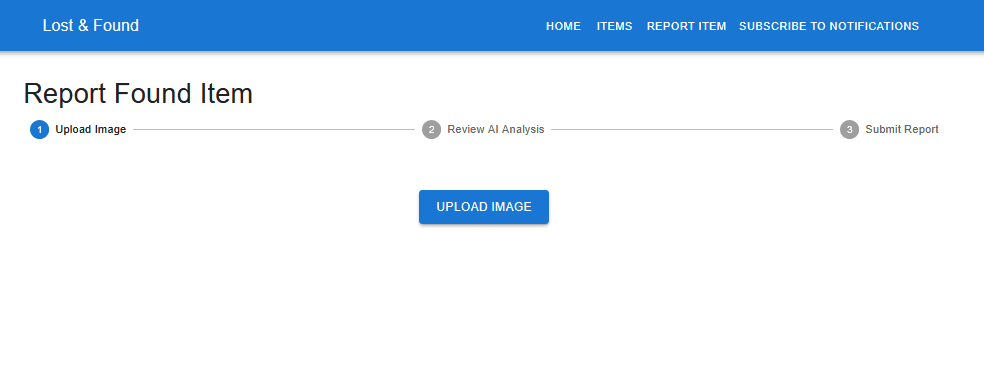 Lost & Found HOME ITEMS REPORT ITEM SUBSCRIBE TO NOTIFICATIONS
Report Found Item
1 Upload Image 2 Review AI Analysis 3 Submit Report
UPLOAD IMAGE